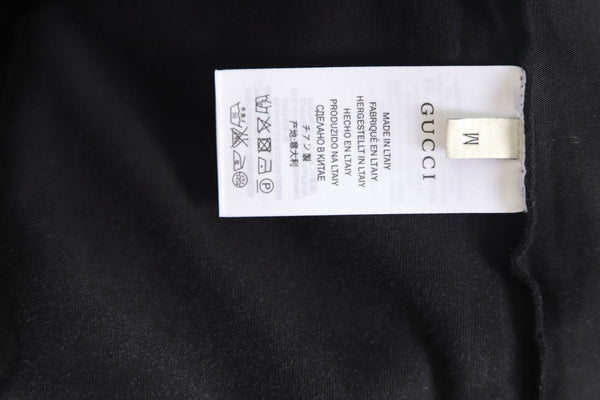 GUCCI
M
MADE IN LTAIY
FABRIQUÉ EN LTAIY
HERGESTELLT IN LTAIY
HECHO EN LTAIY
PRODUZIDO NA LTAIY
СДЕЛАНО В КИТАЕ
チアン製
产地:意大利
P